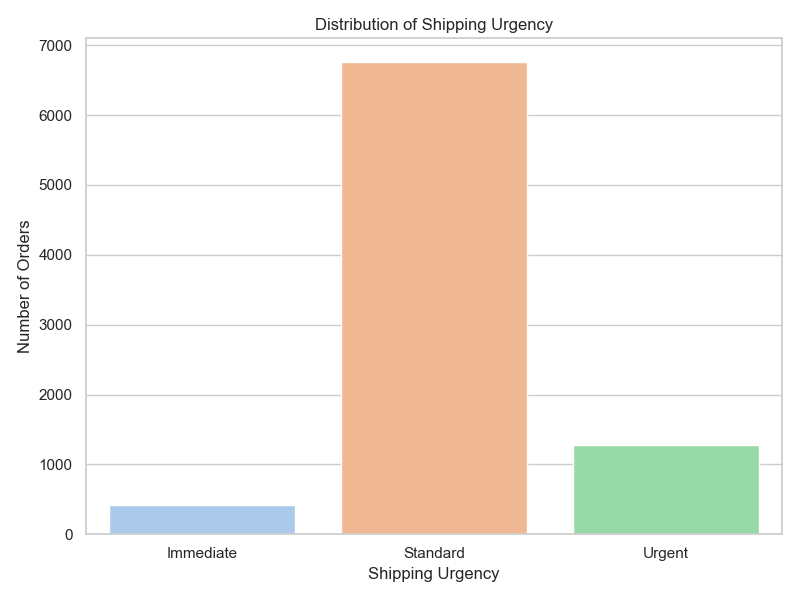 Distribution of Shipping Urgency
7000
6000
5000
4000
3000
2000
1000
0
Number of Orders
Immediate
Standard
Urgent
Shipping Urgency